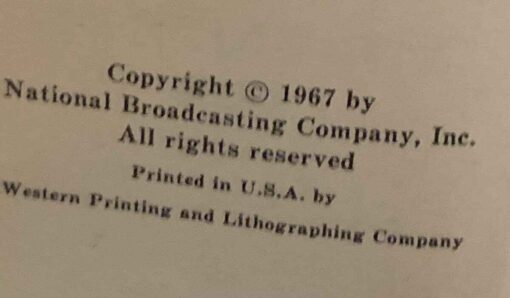 Copyright © 1967 by
National Broadcasting Company, Inc.
All rights reserved
Printed in U.S.A. by
Western Printing and Lithographing Company